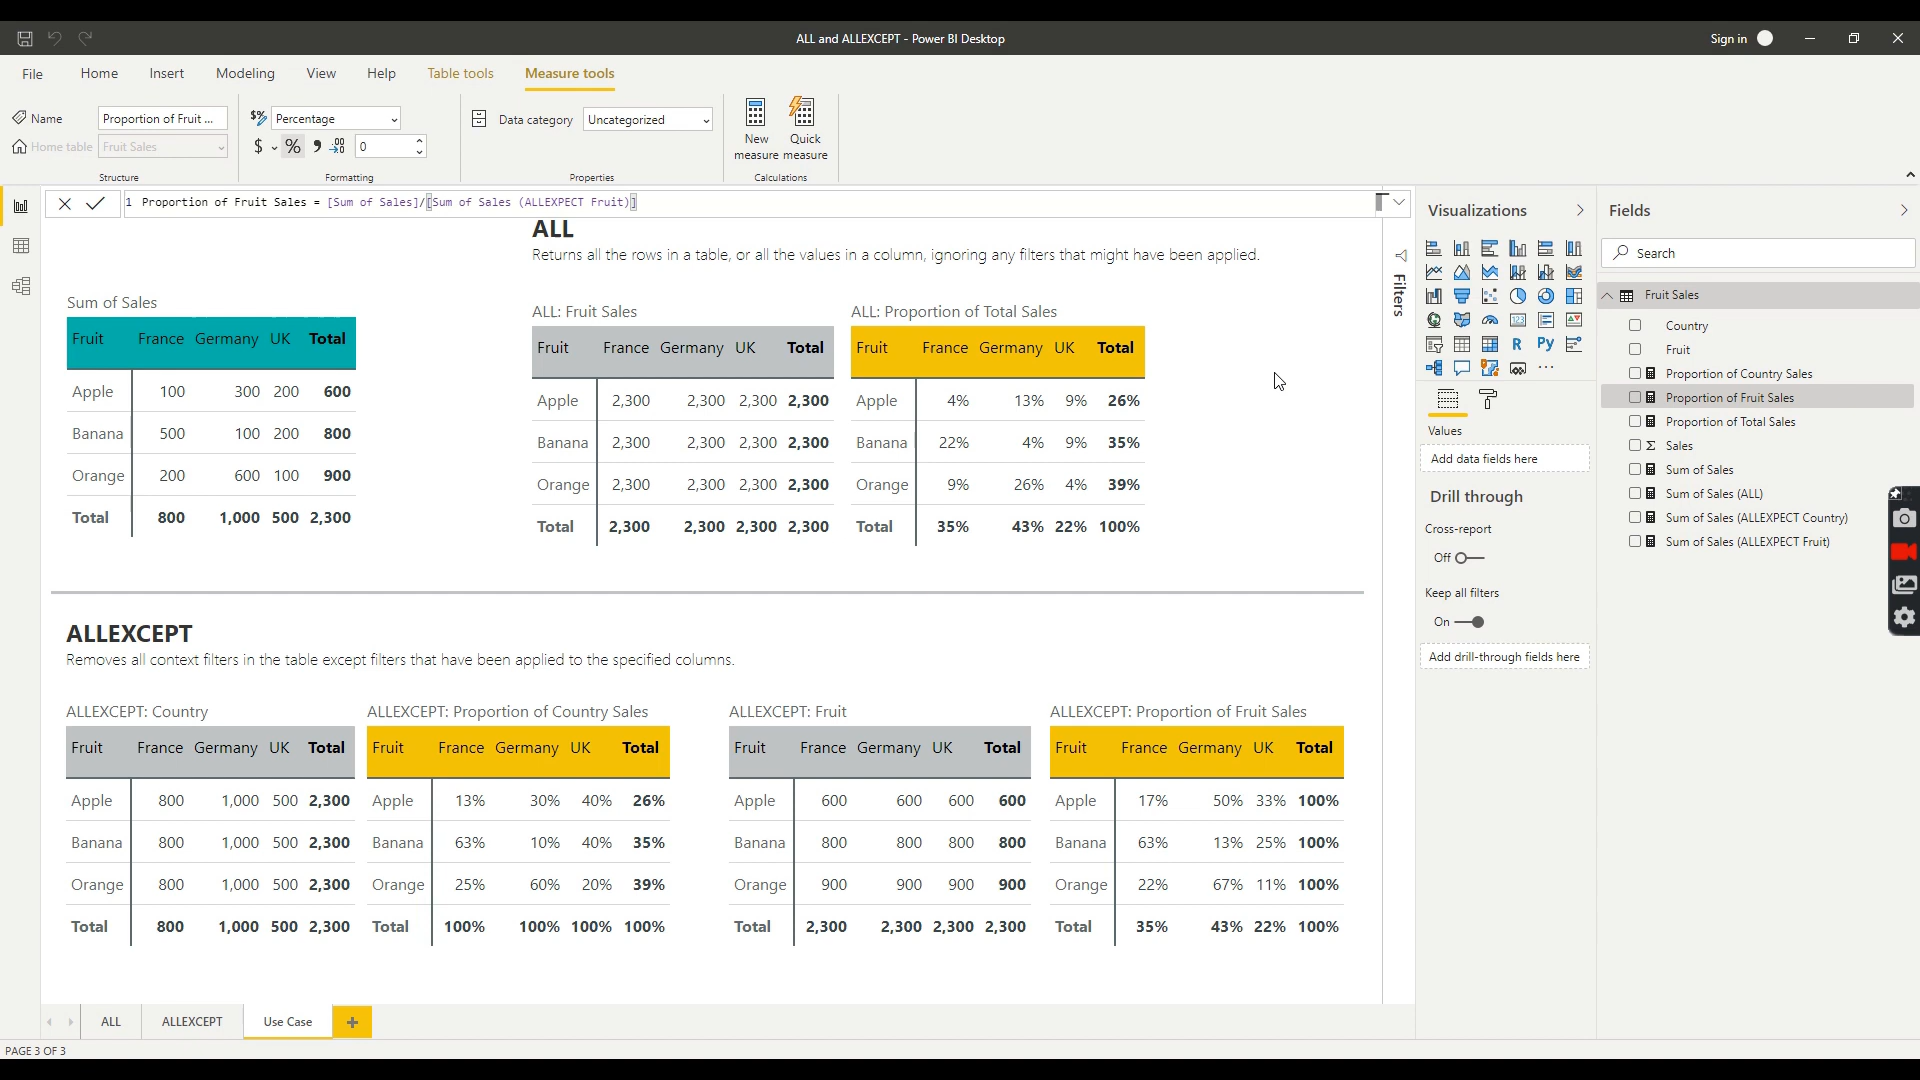 ALL and ALLEXCEPT - Power BI Desktop
Sign in
File Home Insert Modeling View Help Table tools Measure tools
Name Proportion of Fruit ... $% Percentage Data category Uncategorized
Home table Fruit Sales $ % 0
New measure
Quick measure
Structure Formatting Properties Calculations
1 Proportion of Fruit Sales = [Sum of Sales]/[Sum of Sales (ALLEXPECT Fruit)]
ALL
Returns all the rows in a table, or all the values in a column, ignoring any filters that might have been applied.
Sum of Sales
Fruit France Germany UK Total
Apple 100 300 200 600
Banana 500 100 200 800
Orange 200 600 100 900
Total 800 1,000 500 2,300
ALL: Fruit Sales
Fruit France Germany UK Total
Apple 2,300 2,300 2,300 2,300
Banana 2,300 2,300 2,300 2,300
Orange 2,300 2,300 2,300 2,300
Total 2,300 2,300 2,300 2,300
ALL: Proportion of Total Sales
Fruit France Germany UK Total
Apple 4% 13% 9% 26%
Banana 22% 4% 9% 35%
Orange 9% 26% 4% 39%
Total 35% 43% 22% 100%
ALLEXCEPT
Removes all context filters in the table except filters that have been applied to the specified columns.
ALLEXCEPT: Country
Fruit France Germany UK Total
Apple 800 1,000 500 2,300
Banana 800 1,000 500 2,300
Orange 800 1,000 500 2,300
Total 800 1,000 500 2,300
ALLEXCEPT: Proportion of Country Sales
Fruit France Germany UK Total
Apple 13% 30% 40% 26%
Banana 63% 10% 40% 35%
Orange 25% 60% 20% 39%
Total 100% 100% 100% 100%
ALLEXCEPT: Fruit
Fruit France Germany UK Total
Apple 600 600 600 600
Banana 800 800 800 800
Orange 900 900 900 900
Total 2,300 2,300 2,300 2,300
ALLEXCEPT: Proportion of Fruit Sales
Fruit France Germany UK Total
Apple 17% 50% 33% 100%
Banana 63% 13% 25% 100%
Orange 22% 67% 11% 100%
Total 35% 43% 22% 100%
Filters
Visualizations
R Py
Values
Add data fields here
Drill through
Cross-report
Off
Keep all filters
On
Add drill-through fields here
Fields
Search
Fruit Sales
Country
Fruit
Proportion of Country Sales
Proportion of Fruit Sales
Proportion of Total Sales
Σ Sales
Sum of Sales
Sum of Sales (ALL)
Sum of Sales (ALLEXPECT Country)
Sum of Sales (ALLEXPECT Fruit)
ALL ALLEXCEPT Use Case +
PAGE 3 OF 3